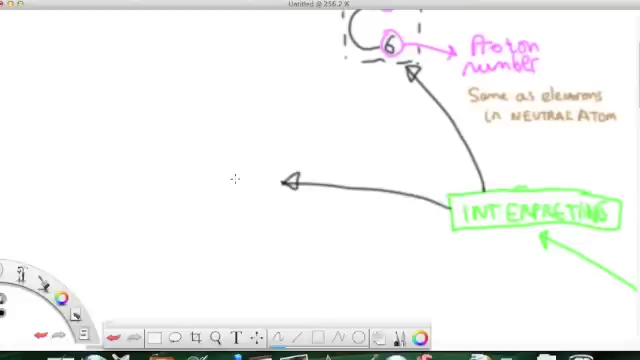 Untitled @ 256.2 %
6
Proton
number
Same as electrons
in NEUTRAL ATOM
INTERPRETING